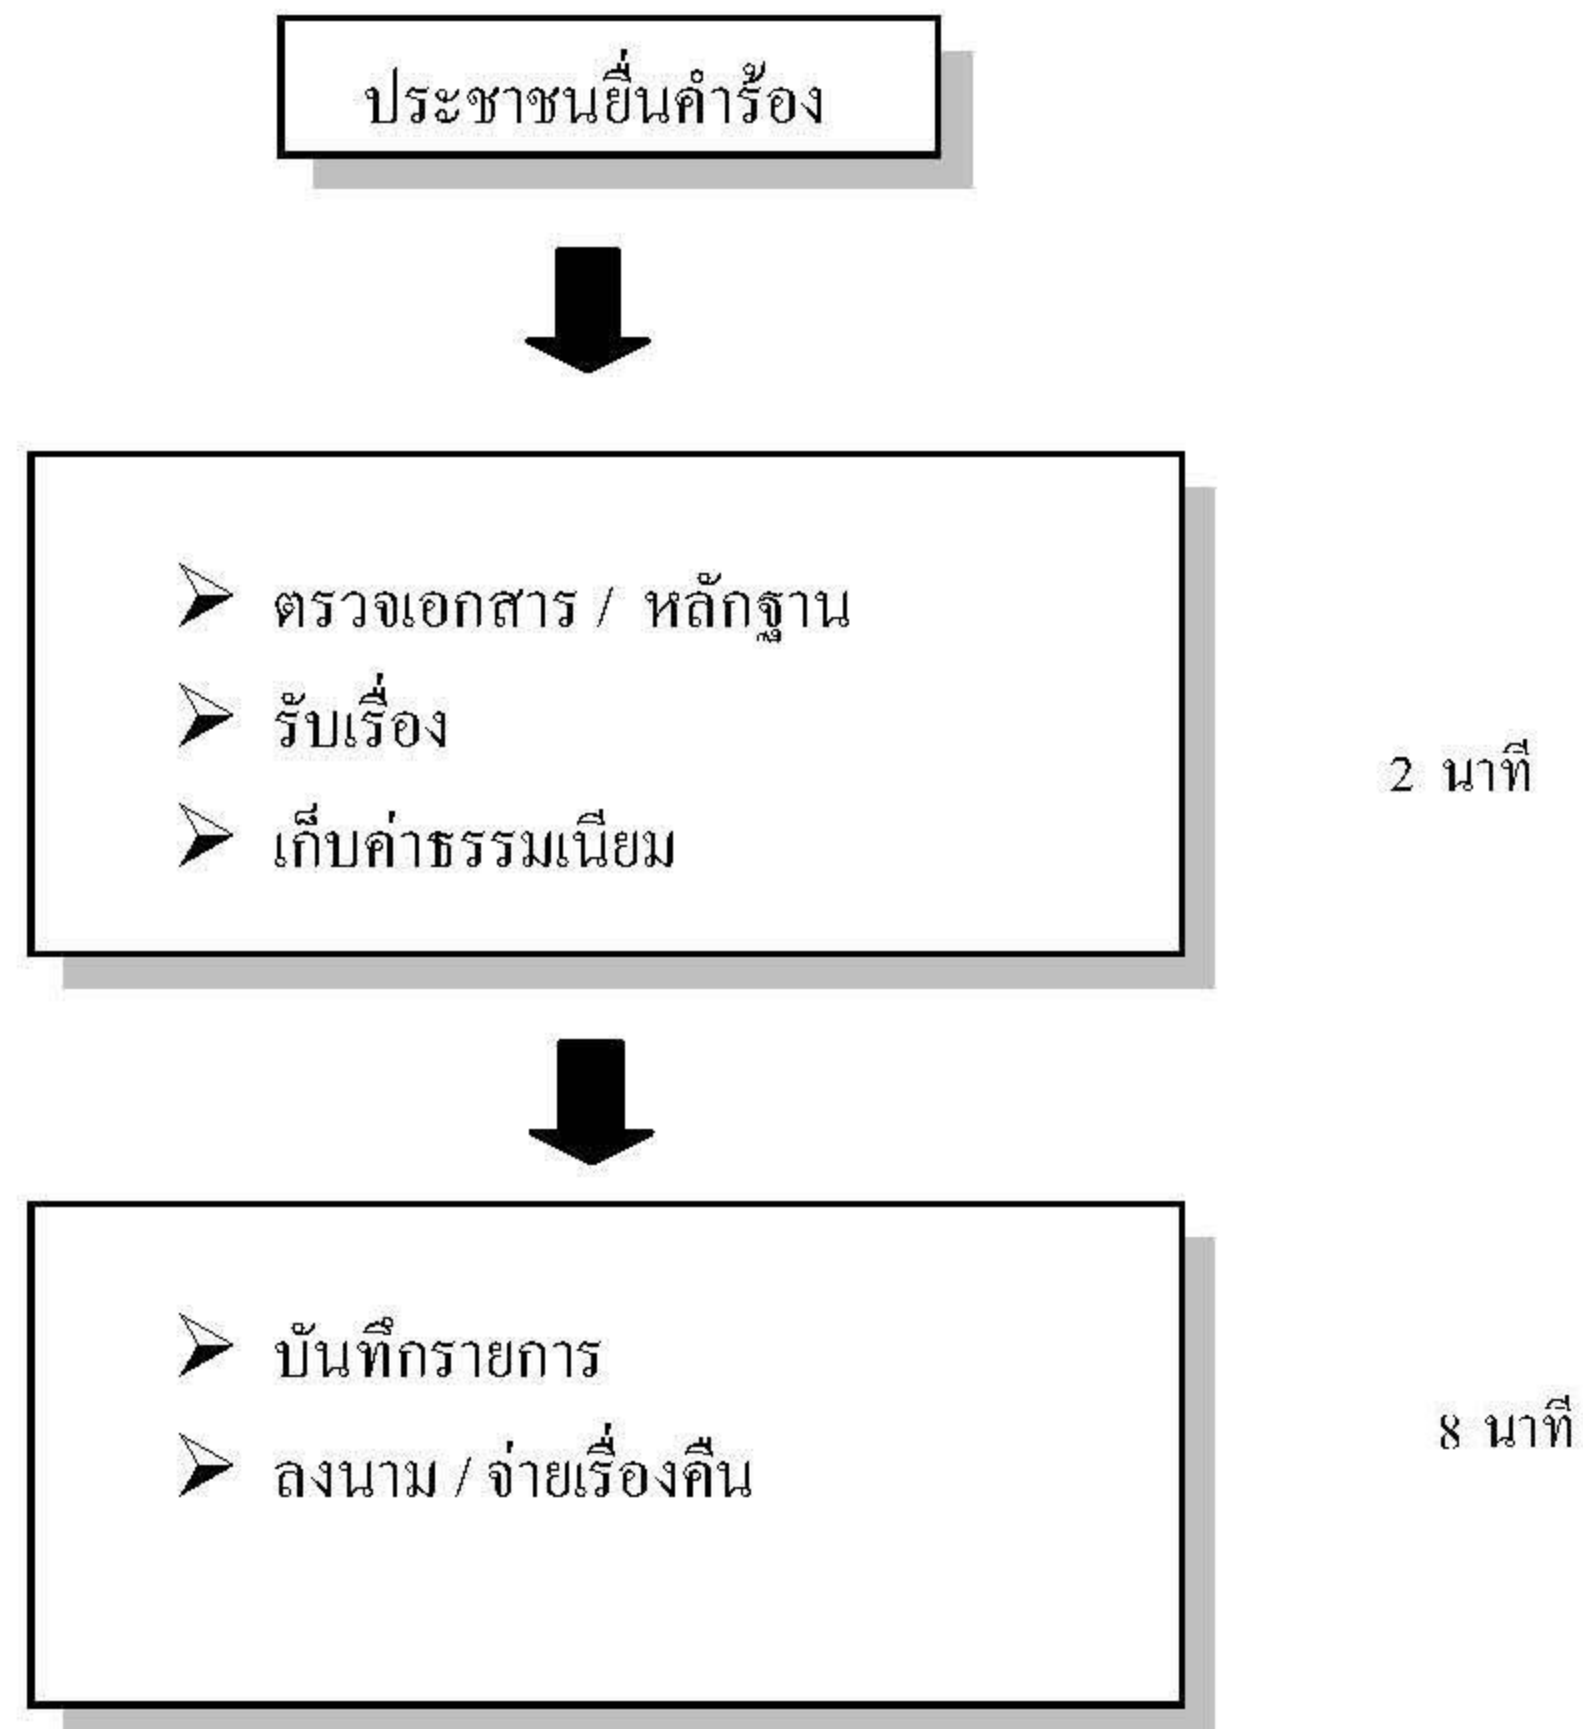 ประชาชนยื่นคำร้อง
ตรวจเอกสาร / หลักฐาน
รับเรื่อง
เก็บค่าธรรมเนียม
2 นาที
บันทึกรายการ
ลงนาม / จ่ายเรื่องคืน
8 นาที